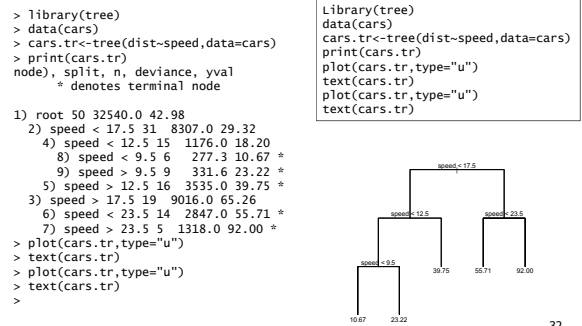 > library(tree)
> data(cars)
> cars.tr<-tree(dist~speed,data=cars)
> print(cars.tr)
node), split, n, deviance, yval
      * denotes terminal node

1) root 50 32540.0 42.98
  2) speed < 17.5 31  8307.0 29.32
    4) speed < 12.5 15  1176.0 18.20
      8) speed < 9.5 6   277.3 10.67 *
      9) speed > 9.5 9   331.6 23.22 *
    5) speed > 12.5 16  3535.0 39.75 *
  3) speed > 17.5 19  9016.0 65.26
    6) speed < 23.5 14  2847.0 55.71 *
    7) speed > 23.5 5  1318.0 92.00 *
> plot(cars.tr,type="u")
> text(cars.tr)
> plot(cars.tr,type="u")
> text(cars.tr)
>
Library(tree)
data(cars)
cars.tr<-tree(dist~speed,data=cars)
print(cars.tr)
plot(cars.tr,type="u")
text(cars.tr)
plot(cars.tr,type="u")
text(cars.tr)
speed < 17.5
speed < 12.5 speed < 23.5
speed < 9.5
39.75 55.71 92.00
10.67 23.22
32